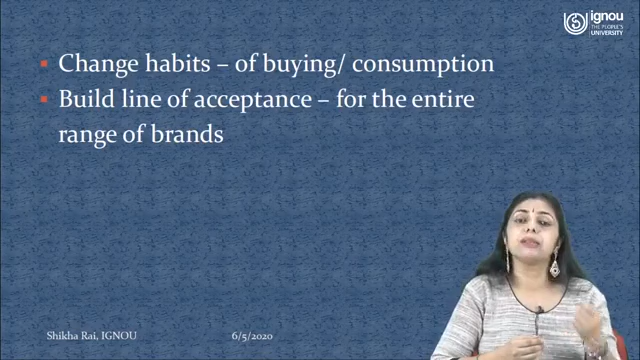 ignou
THE PEOPLE'S
UNIVERSITY
▪ Change habits – of buying/ consumption
▪ Build line of acceptance – for the entire
range of brands
Shikha Rai, IGNOU 6/5/2020